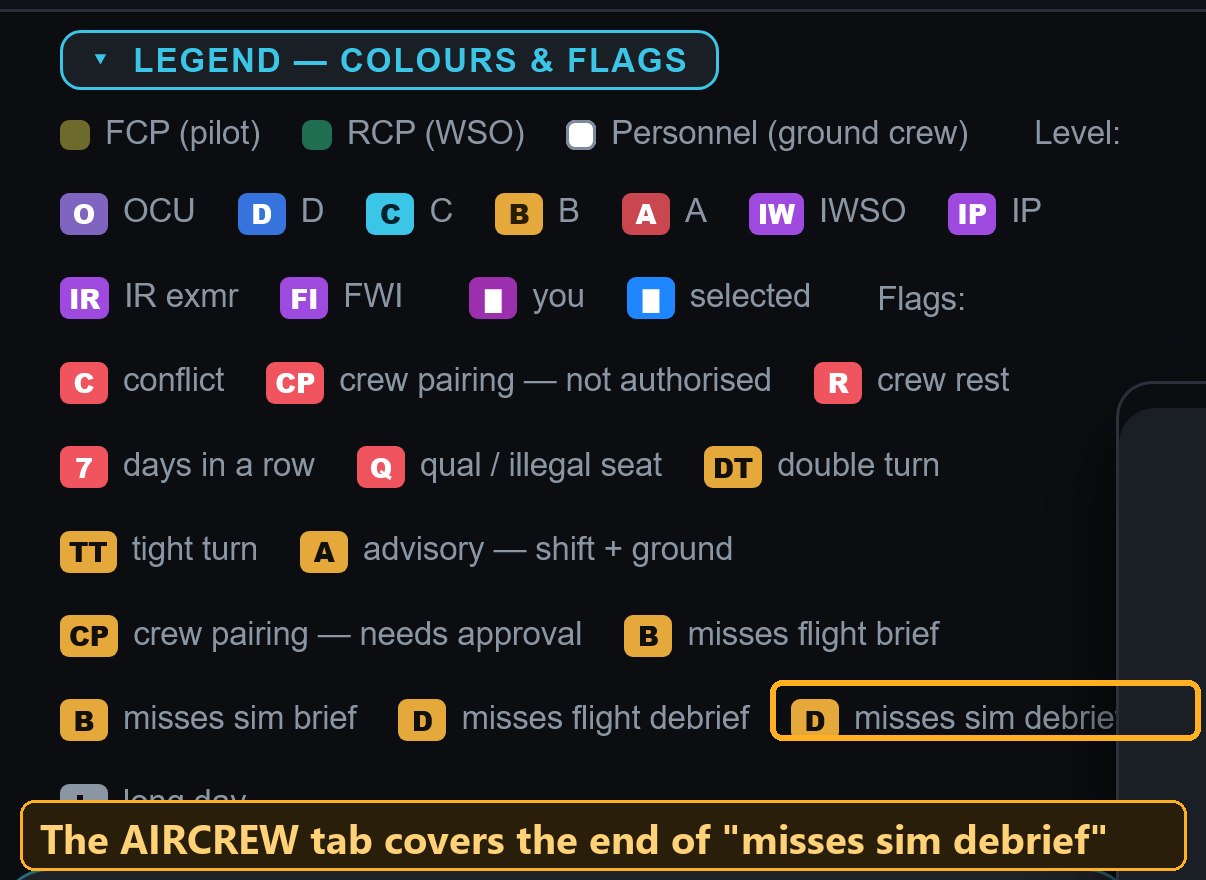 ▼ LEGEND — COLOURS & FLAGS
FCP (pilot) RCP (WSO) Personnel (ground crew) Level:
O OCU D D C C B B A A IW IWSO IP IP
IR IR exmr FI FWI you selected Flags:
C conflict CP crew pairing — not authorised R crew rest
7 days in a row Q qual / illegal seat DT double turn
TT tight turn A advisory — shift + ground
CP crew pairing — needs approval B misses flight brief
B misses sim brief D misses flight debrief D misses sim debrief
long day
The AIRCREW tab covers the end of "misses sim debrief"